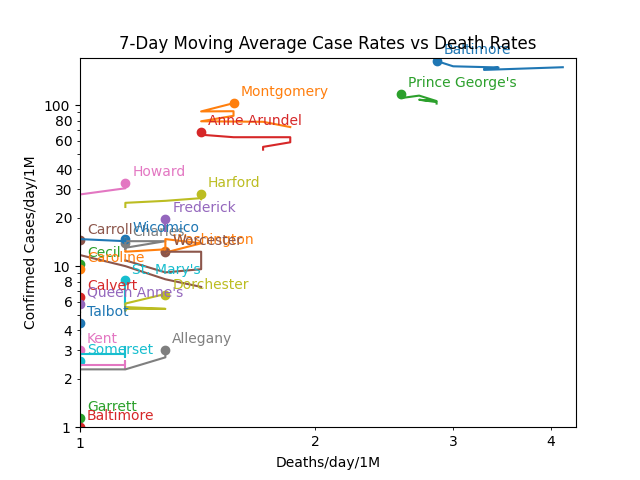 7-Day Moving Average Case Rates vs Death Rates
Baltimore
Prince George's
Montgomery
Anne Arundel
Howard
Harford
Frederick
Carroll
Charles
Wicomico
Washington
Worcester
Cecil
Caroline
St. Mary's
Calvert
Queen Anne's
Dorchester
Talbot
Kent
Allegany
Somerset
Garrett
Baltimore
100
80
60
40
30
20
10
8
6
4
3
2
1
1
2
3
4
Confirmed Cases/day/1M
Deaths/day/1M